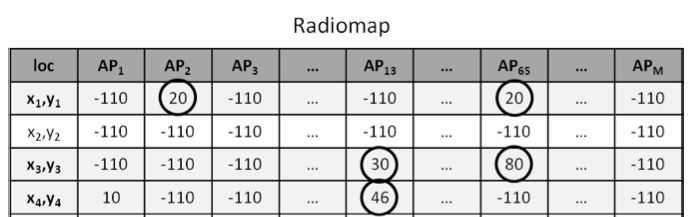 Radiomap
loc AP₁ AP₂ AP₃ ... AP₁₃ ... AP₆₅ ... AP_M
x₁,y₁ -110 20 -110 ... -110 ... 20 ... -110
x₂,y₂ -110 -110 -110 ... -110 ... -110 ... -110
x₃,y₃ -110 -110 -110 ... 30 ... 80 ... -110
x₄,y₄ 10 -110 -110 ... 46 ... -110 ... -110